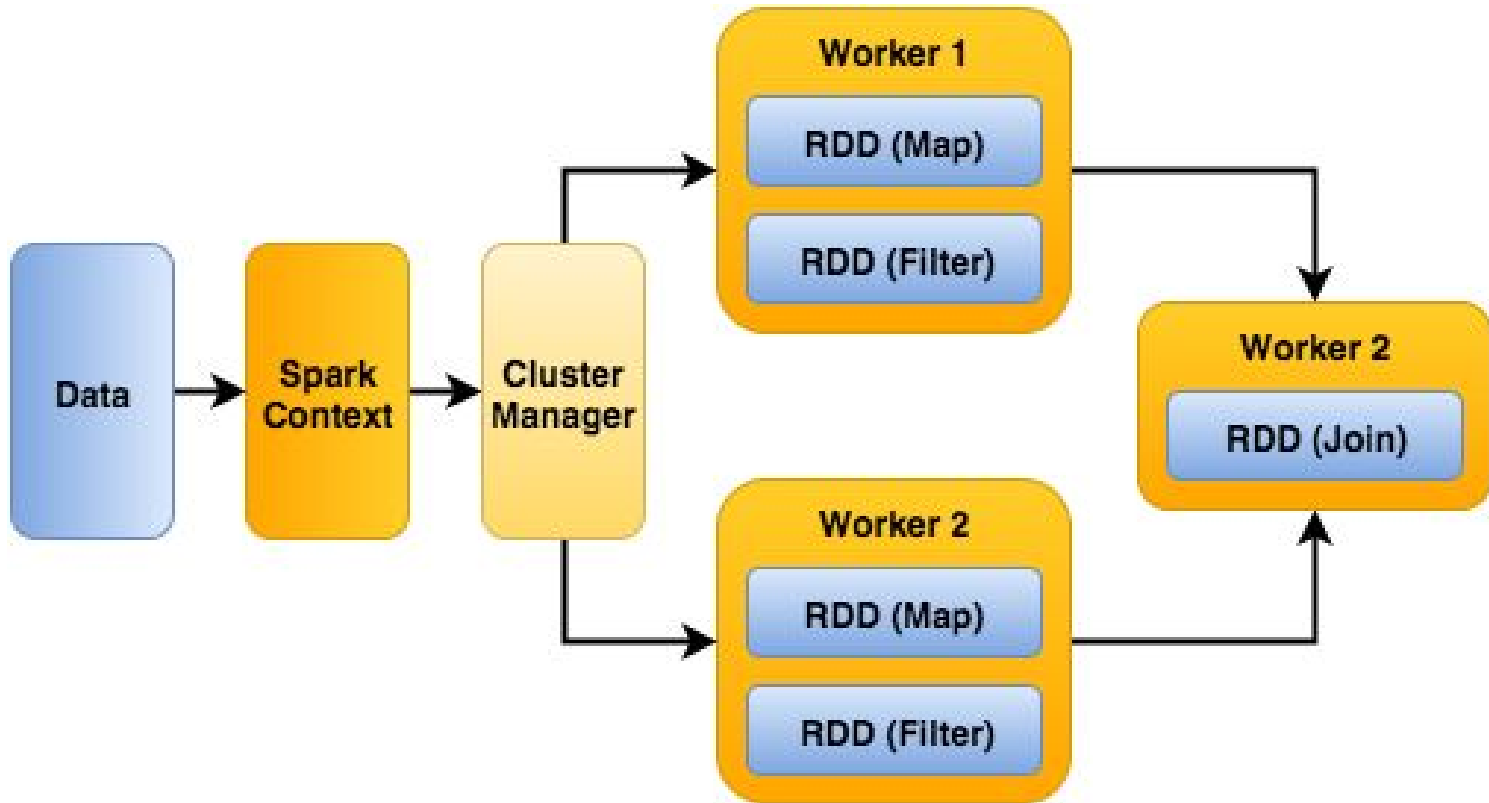 Data
Spark
Context
Cluster
Manager
Worker 1
RDD (Map)
RDD (Filter)
Worker 2
RDD (Map)
RDD (Filter)
Worker 2
RDD (Join)